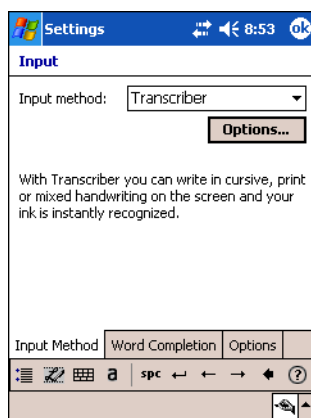 Settings 8:53 ok
Input
Input method: Transcriber
Options...
With Transcriber you can write in cursive, print
or mixed handwriting on the screen and your
ink is instantly recognized.
Input Method Word Completion Options
a spc ?